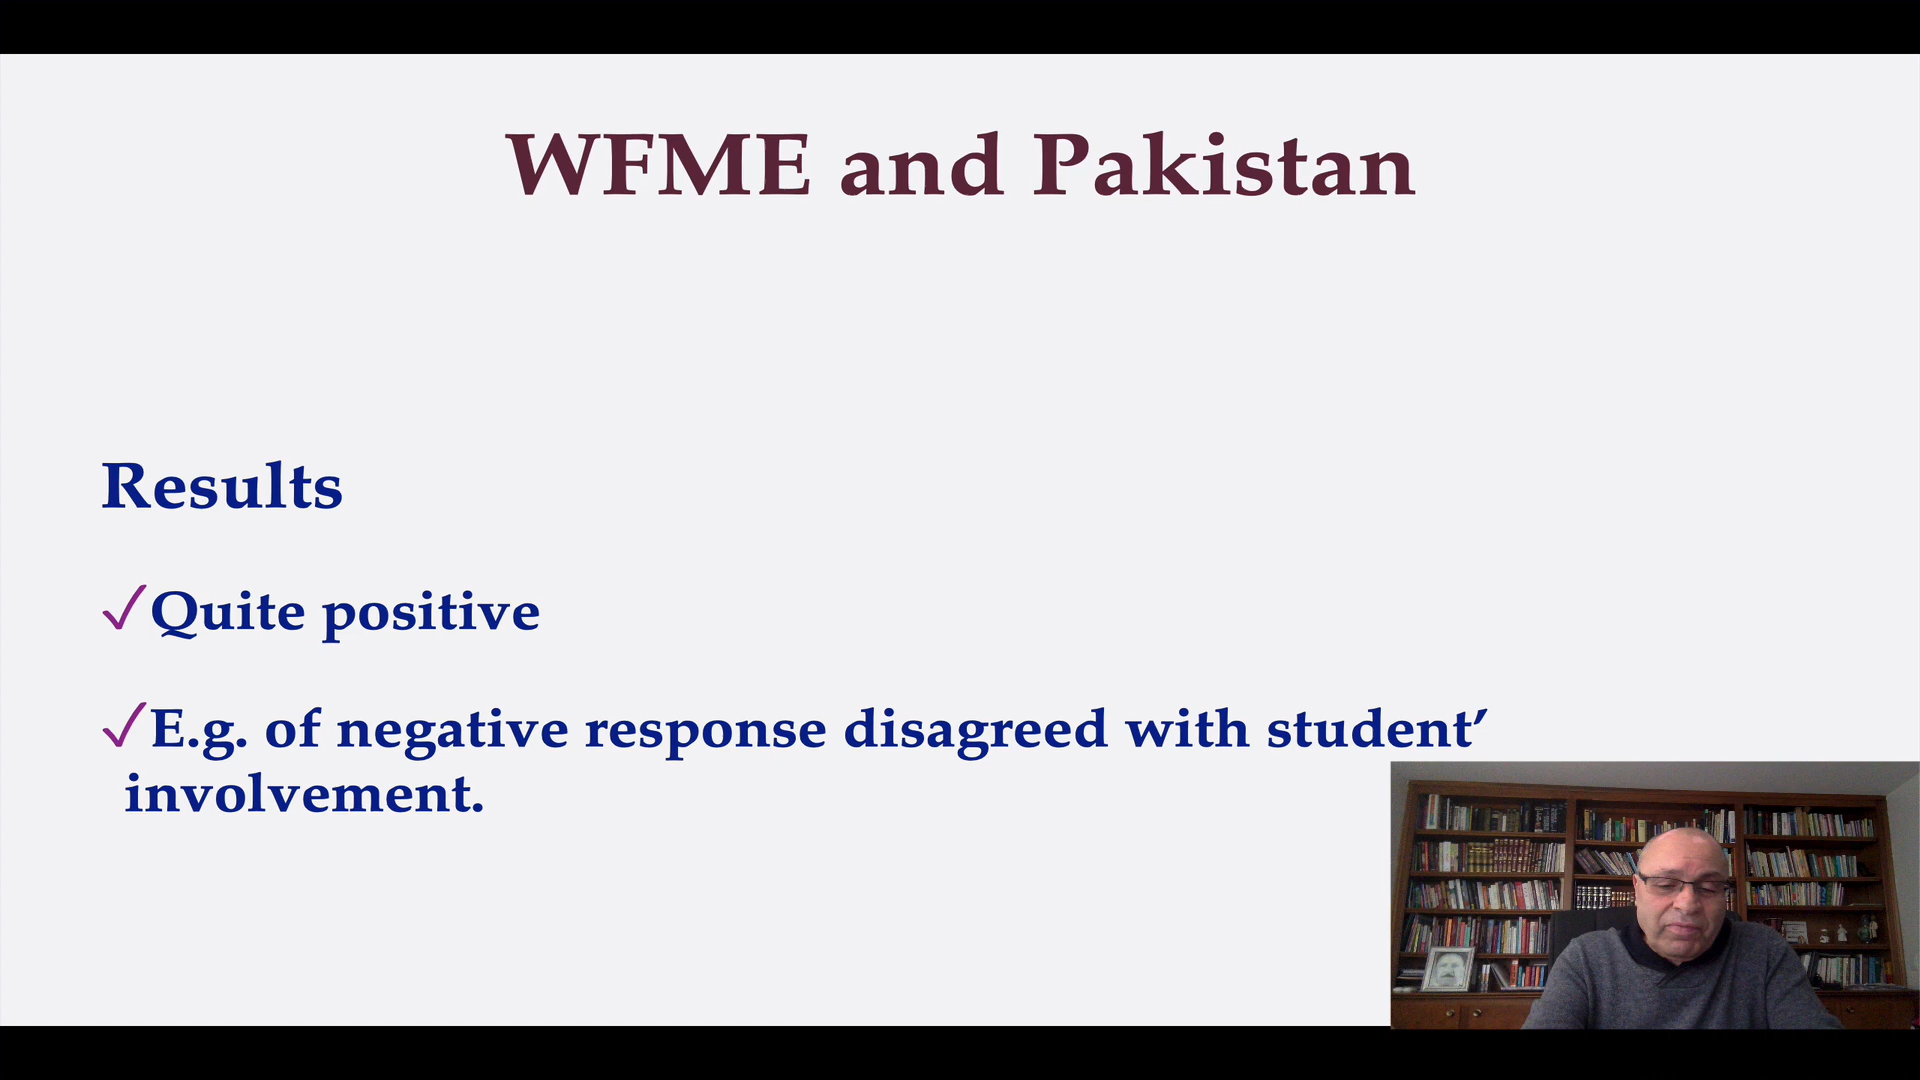 WFME and Pakistan
Results
✓Quite positive
✓E.g. of negative response disagreed with student’
involvement.